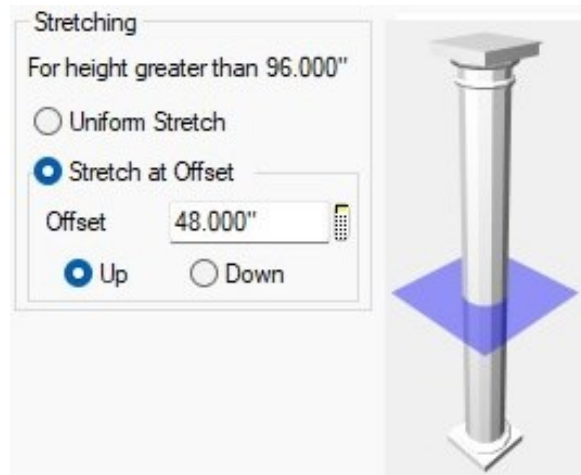 Stretching
For height greater than 96.000"
Uniform Stretch
Stretch at Offset
Offset 48.000"
Up Down